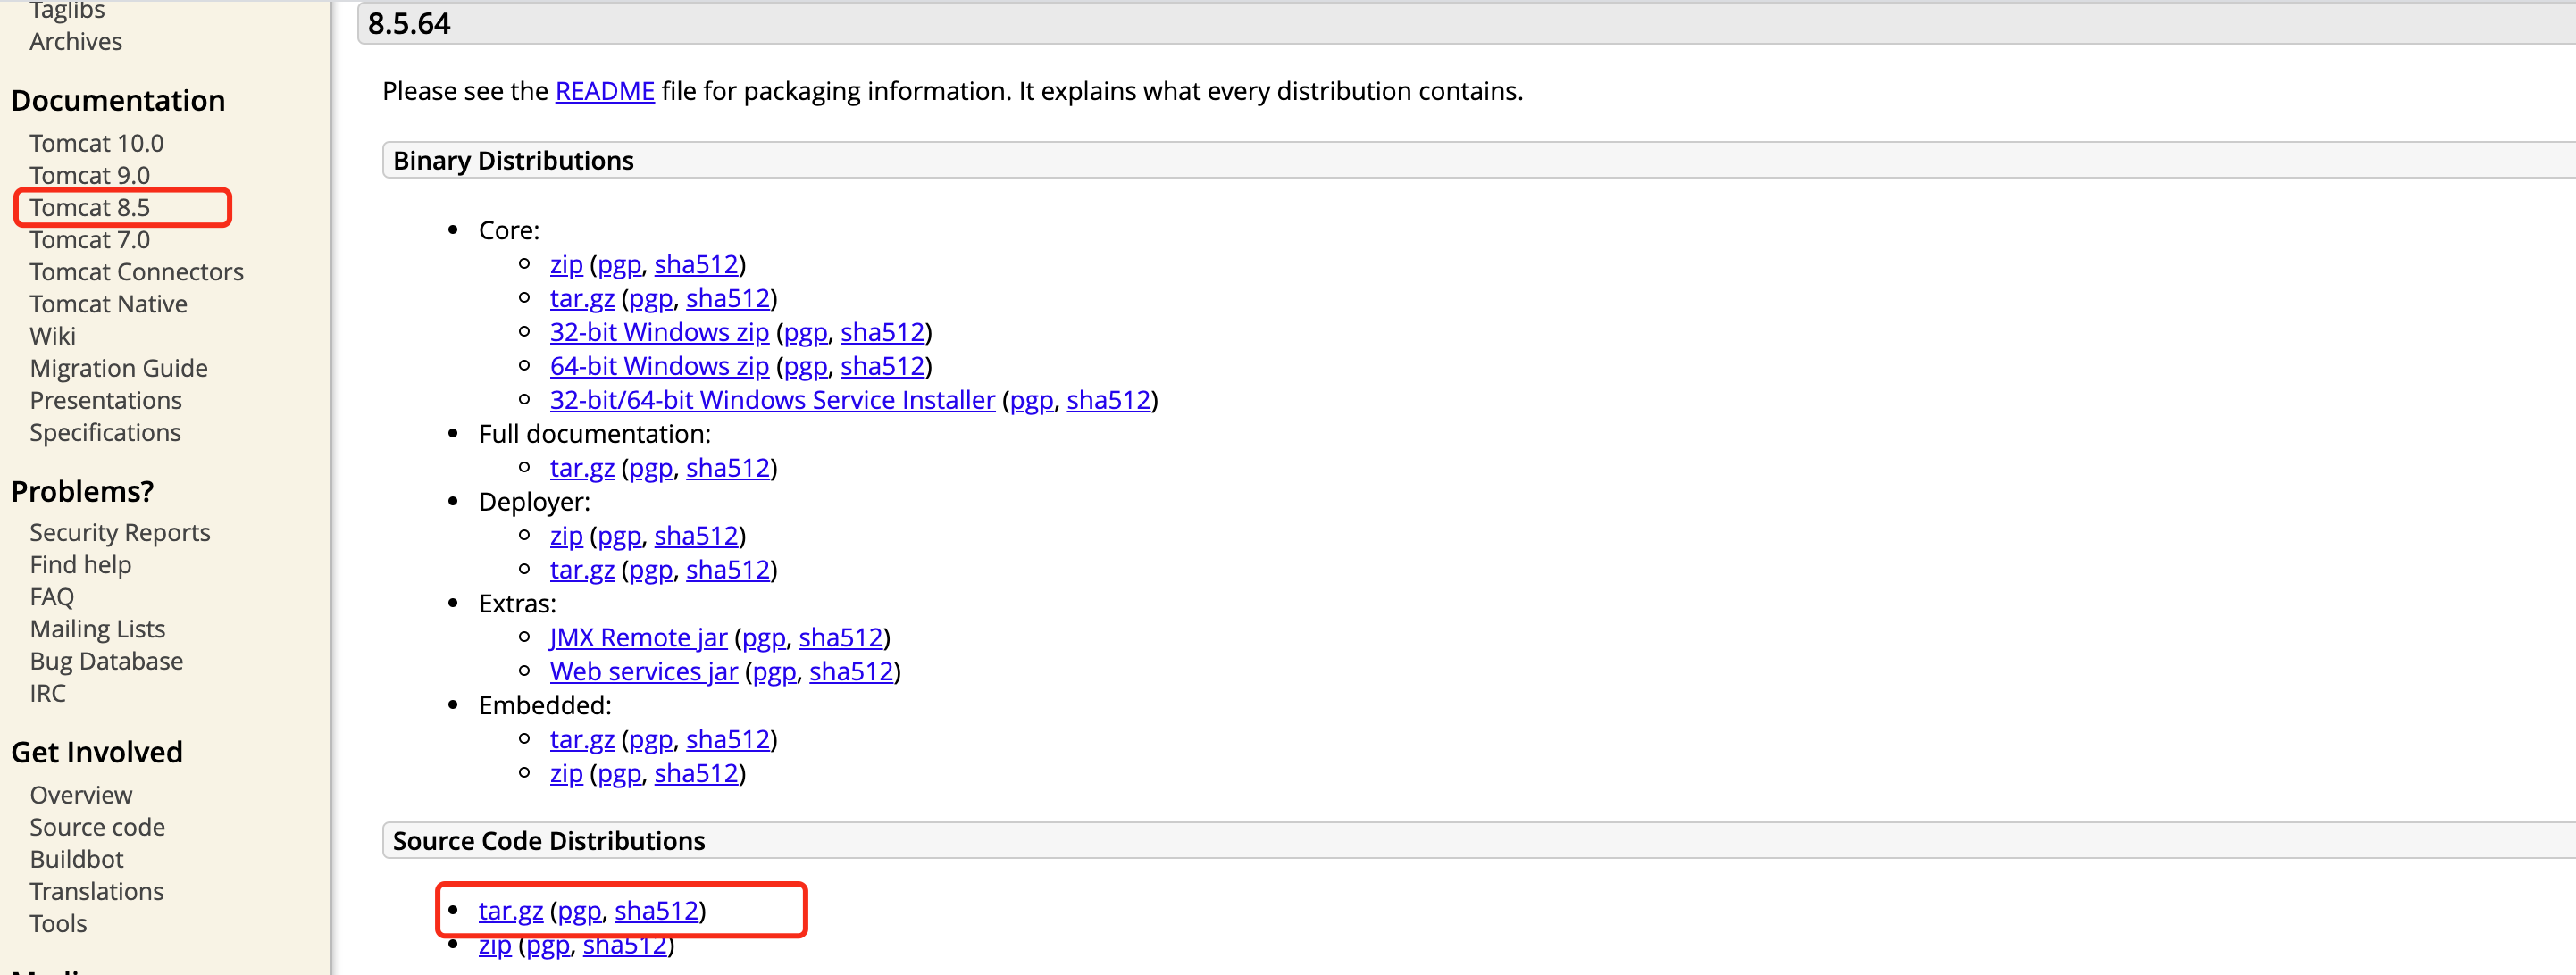 Taglibs
Archives
Documentation
Tomcat 10.0
Tomcat 9.0
Tomcat 8.5
Tomcat 7.0
Tomcat Connectors
Tomcat Native
Wiki
Migration Guide
Presentations
Specifications
Problems?
Security Reports
Find help
FAQ
Mailing Lists
Bug Database
IRC
Get Involved
Overview
Source code
Buildbot
Translations
Tools
8.5.64
Please see the README file for packaging information. It explains what every distribution contains.
Binary Distributions
Core:
zip (pgp, sha512)
tar.gz (pgp, sha512)
32-bit Windows zip (pgp, sha512)
64-bit Windows zip (pgp, sha512)
32-bit/64-bit Windows Service Installer (pgp, sha512)
Full documentation:
tar.gz (pgp, sha512)
Deployer:
zip (pgp, sha512)
tar.gz (pgp, sha512)
Extras:
JMX Remote jar (pgp, sha512)
Web services jar (pgp, sha512)
Embedded:
tar.gz (pgp, sha512)
zip (pgp, sha512)
Source Code Distributions
tar.gz (pgp, sha512)
zip (pgp, sha512)